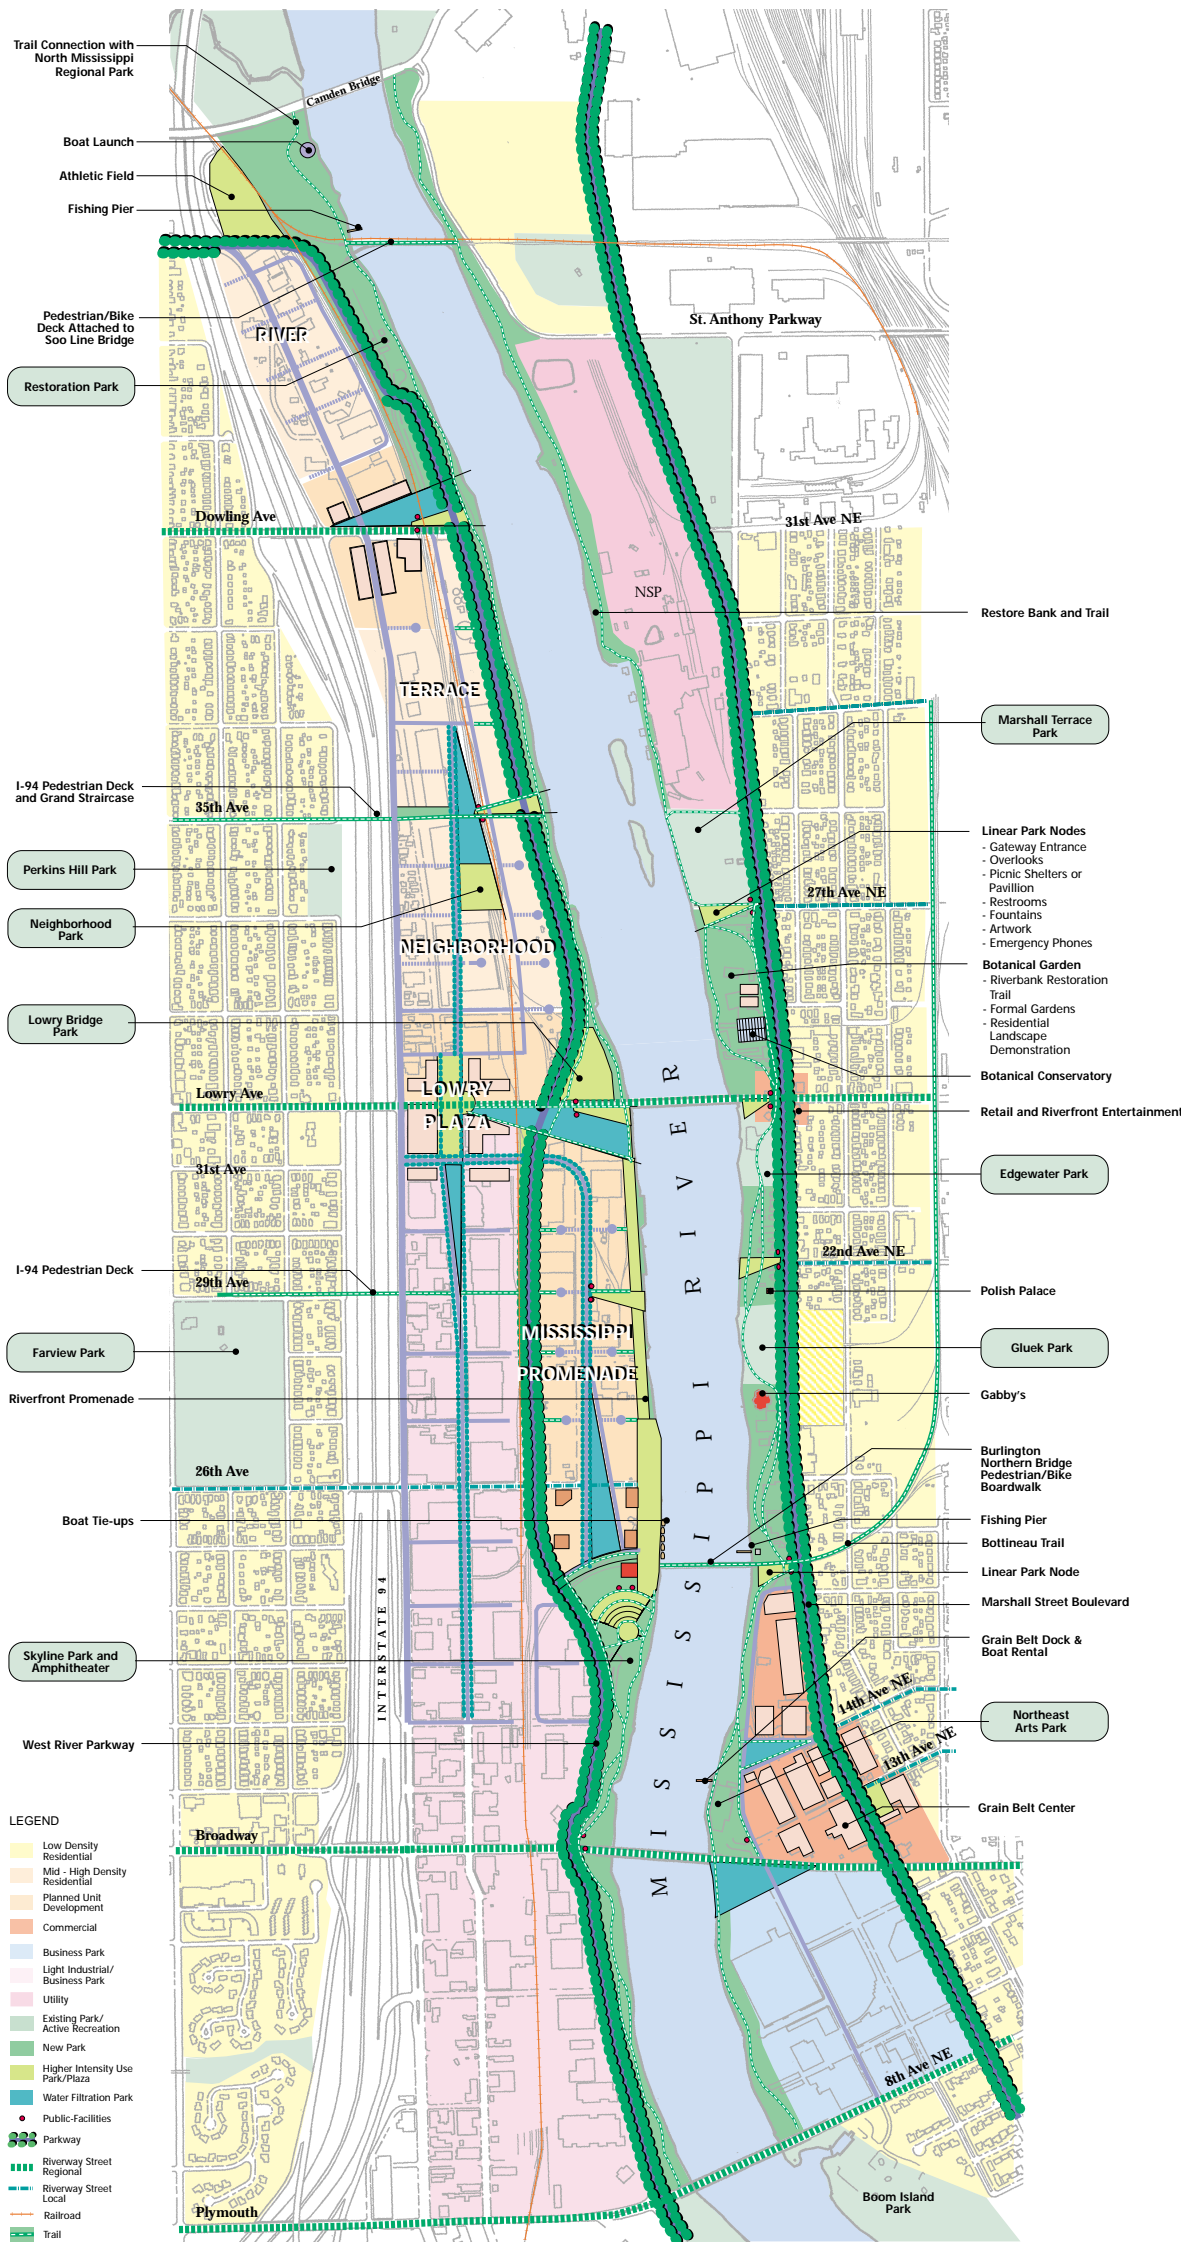 Trail Connection with
North Mississippi
Regional Park
Camden Bridge
Boat Launch
Athletic Field
Fishing Pier
Pedestrian/Bike
Deck Attached to
Soo Line Bridge
RIVER
St. Anthony Parkway
Restoration Park
Dowling Ave
31st Ave NE
NSP
Restore Bank and Trail
TERRACE
Marshall Terrace
Park
I-94 Pedestrian Deck
and Grand Staircase
35th Ave
Linear Park Nodes
- Gateway Entrance
- Overlooks
- Picnic Shelters or
Pavillion
- Restrooms
- Fountains
- Artwork
- Emergency Phones
Perkins Hill Park
27th Ave NE
Neighborhood
Park
NEIGHBORHOOD
Botanical Garden
- Riverbank Restoration
Trail
- Formal Gardens
- Residential
Landscape
Demonstration
Lowry Bridge
Park
Botanical Conservatory
LOWRY
PLAZA
Lowry Ave
Retail and Riverfront Entertainment
31st Ave
Edgewater Park
22nd Ave NE
I-94 Pedestrian Deck
29th Ave
Polish Palace
MISSISSIPPI
PROMENADE
Farview Park
Gluek Park
Riverfront Promenade
Gabby's
MISSISSIPPI RIVER
26th Ave
Burlington
Northern Bridge
Pedestrian/Bike
Boardwalk
Boat Tie-ups
Fishing Pier
Bottineau Trail
Linear Park Node
INTERSTATE 94
Marshall Street Boulevard
Grain Belt Dock &
Boat Rental
Skyline Park and
Amphitheater
14th Ave NE
Northeast
Arts Park
West River Parkway
13th Ave NE
Grain Belt Center
Broadway
8th Ave NE
Boom Island
Park
Plymouth
LEGEND
Low Density
Residential
Mid - High Density
Residential
Planned Unit
Development
Commercial
Business Park
Light Industrial/
Business Park
Utility
Existing Park/
Active Recreation
New Park
Higher Intensity Use
Park/Plaza
Water Filtration Park
Public-Facilities
Parkway
Riverway Street
Regional
Riverway Street
Local
Railroad
Trail